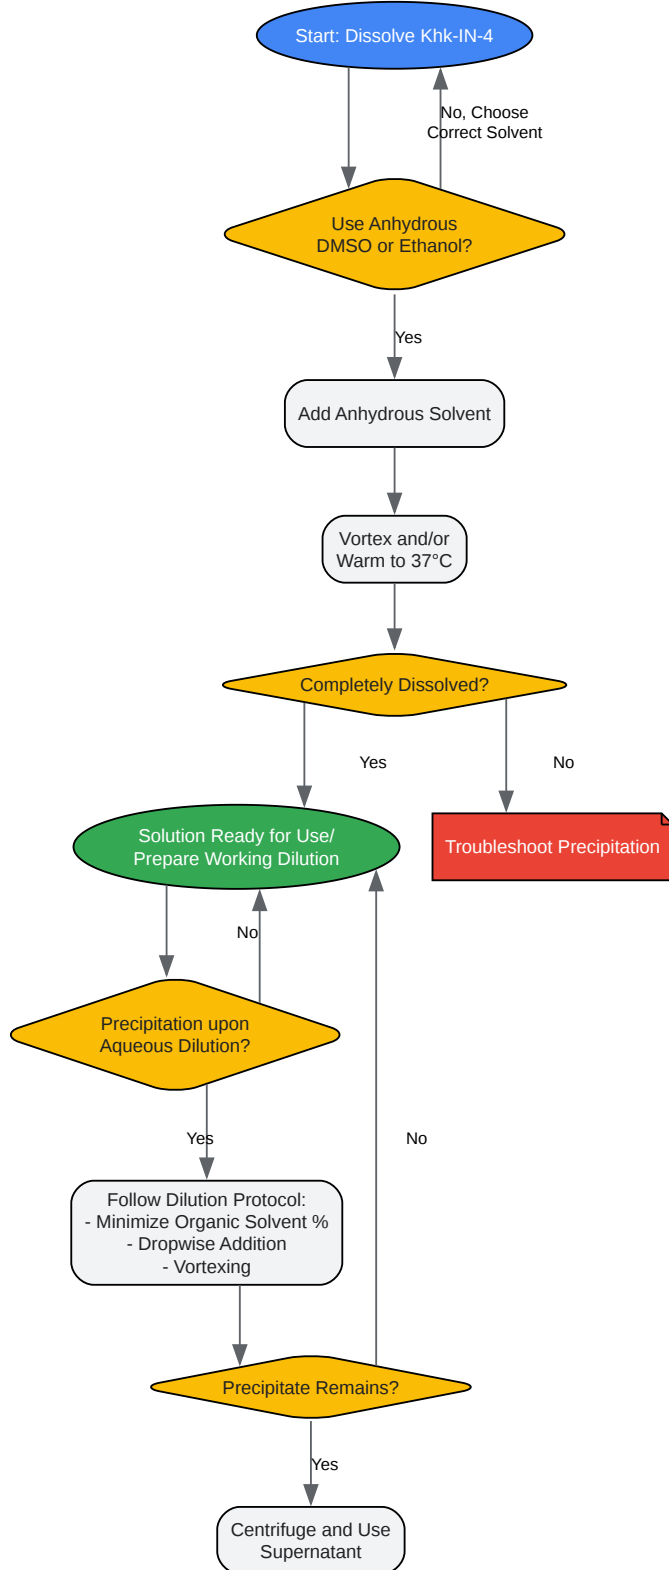 Start: Dissolve Khk-IN-4
No, Choose
Correct Solvent
Use Anhydrous
DMSO or Ethanol?
Yes
Add Anhydrous Solvent
Vortex and/or
Warm to 37°C
Completely Dissolved?
Yes
No
Solution Ready for Use/
Prepare Working Dilution
Troubleshoot Precipitation
No
Precipitation upon
Aqueous Dilution?
Yes
No
Follow Dilution Protocol:
- Minimize Organic Solvent %
- Dropwise Addition
- Vortexing
Precipitate Remains?
Yes
Centrifuge and Use
Supernatant